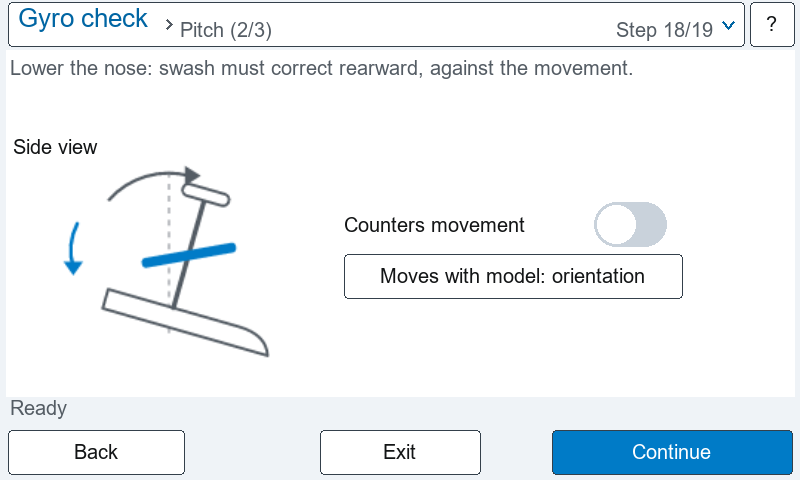 Gyro check › Pitch (2/3) Step 18/19 ?
Lower the nose: swash must correct rearward, against the movement.
Side view
Counters movement
Moves with model: orientation
Ready
Back Exit Continue